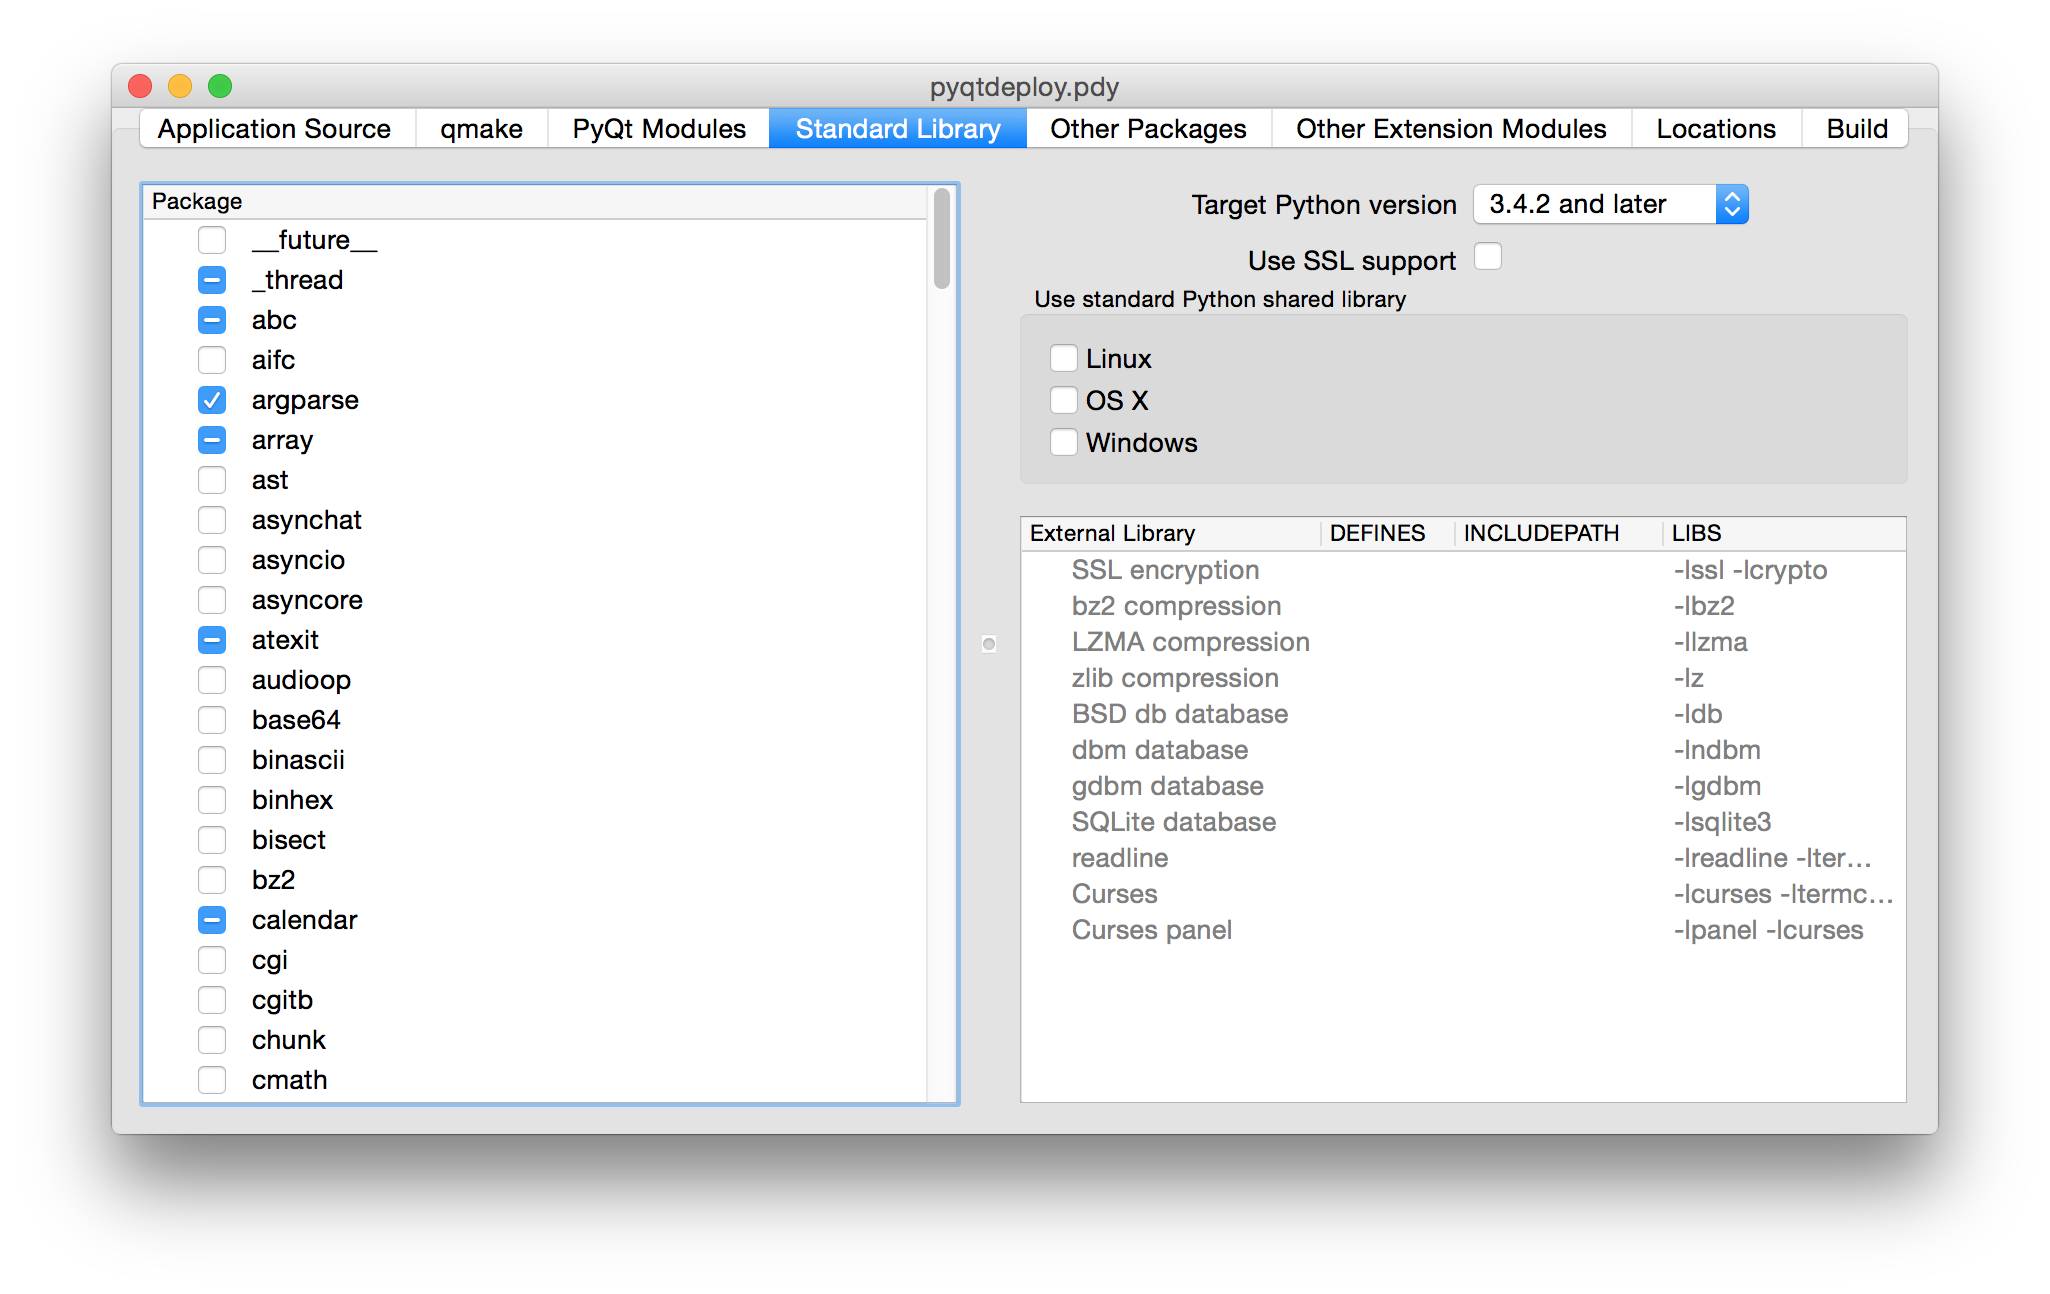 pyqtdeploy.pdy
Application Source qmake PyQt Modules Standard Library Other Packages Other Extension Modules Locations Build
Package
__future__
_thread
abc
aifc
argparse
array
ast
asynchat
asyncio
asyncore
atexit
audioop
base64
binascii
binhex
bisect
bz2
calendar
cgi
cgitb
chunk
cmath
Target Python version 3.4.2 and later
Use SSL support
Use standard Python shared library
Linux
OS X
Windows
External Library DEFINES INCLUDEPATH LIBS
SSL encryption -lssl -lcrypto
bz2 compression -lbz2
LZMA compression -llzma
zlib compression -lz
BSD db database -ldb
dbm database -lndbm
gdbm database -lgdbm
SQLite database -lsqlite3
readline -lreadline -lter...
Curses -lcurses -ltermc...
Curses panel -lpanel -lcurses